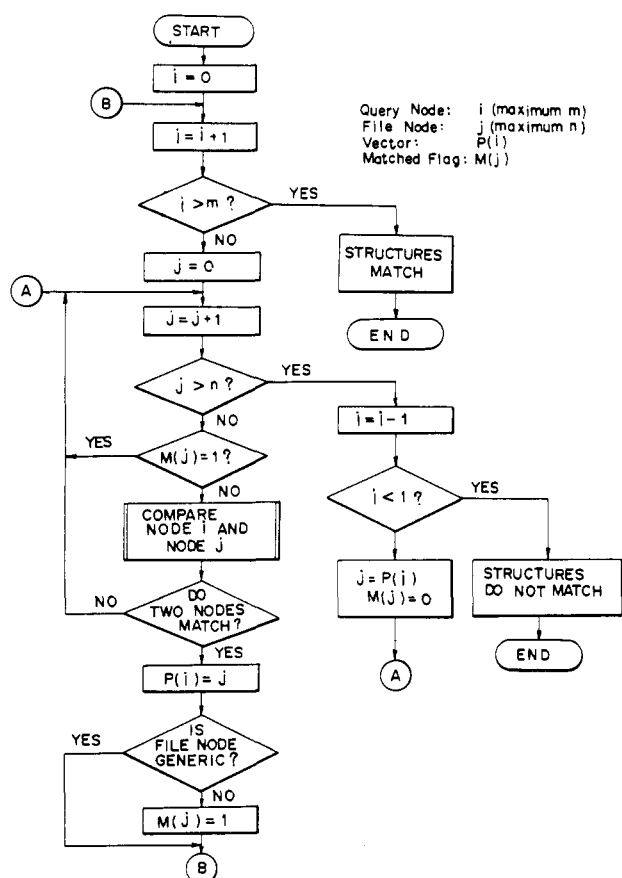 START
i = 0
B
i = i + 1
Query Node: i (maximum m)
File Node: j (maximum n)
Vector: P(i)
Matched Flag: M(j)
i > m ?
YES
NO
STRUCTURES
MATCH
END
j = 0
A
j = j + 1
j > n ?
YES
NO
i = i - 1
M(j) = 1 ?
YES
NO
i < 1 ?
YES
NO
COMPARE
NODE i AND
NODE j
j = P(i)
M(j) = 0
STRUCTURES
DO NOT MATCH
END
A
DO
TWO NODES
MATCH ?
NO
YES
P(i) = j
IS
FILE NODE
GENERIC ?
YES
NO
M(j) = 1
B